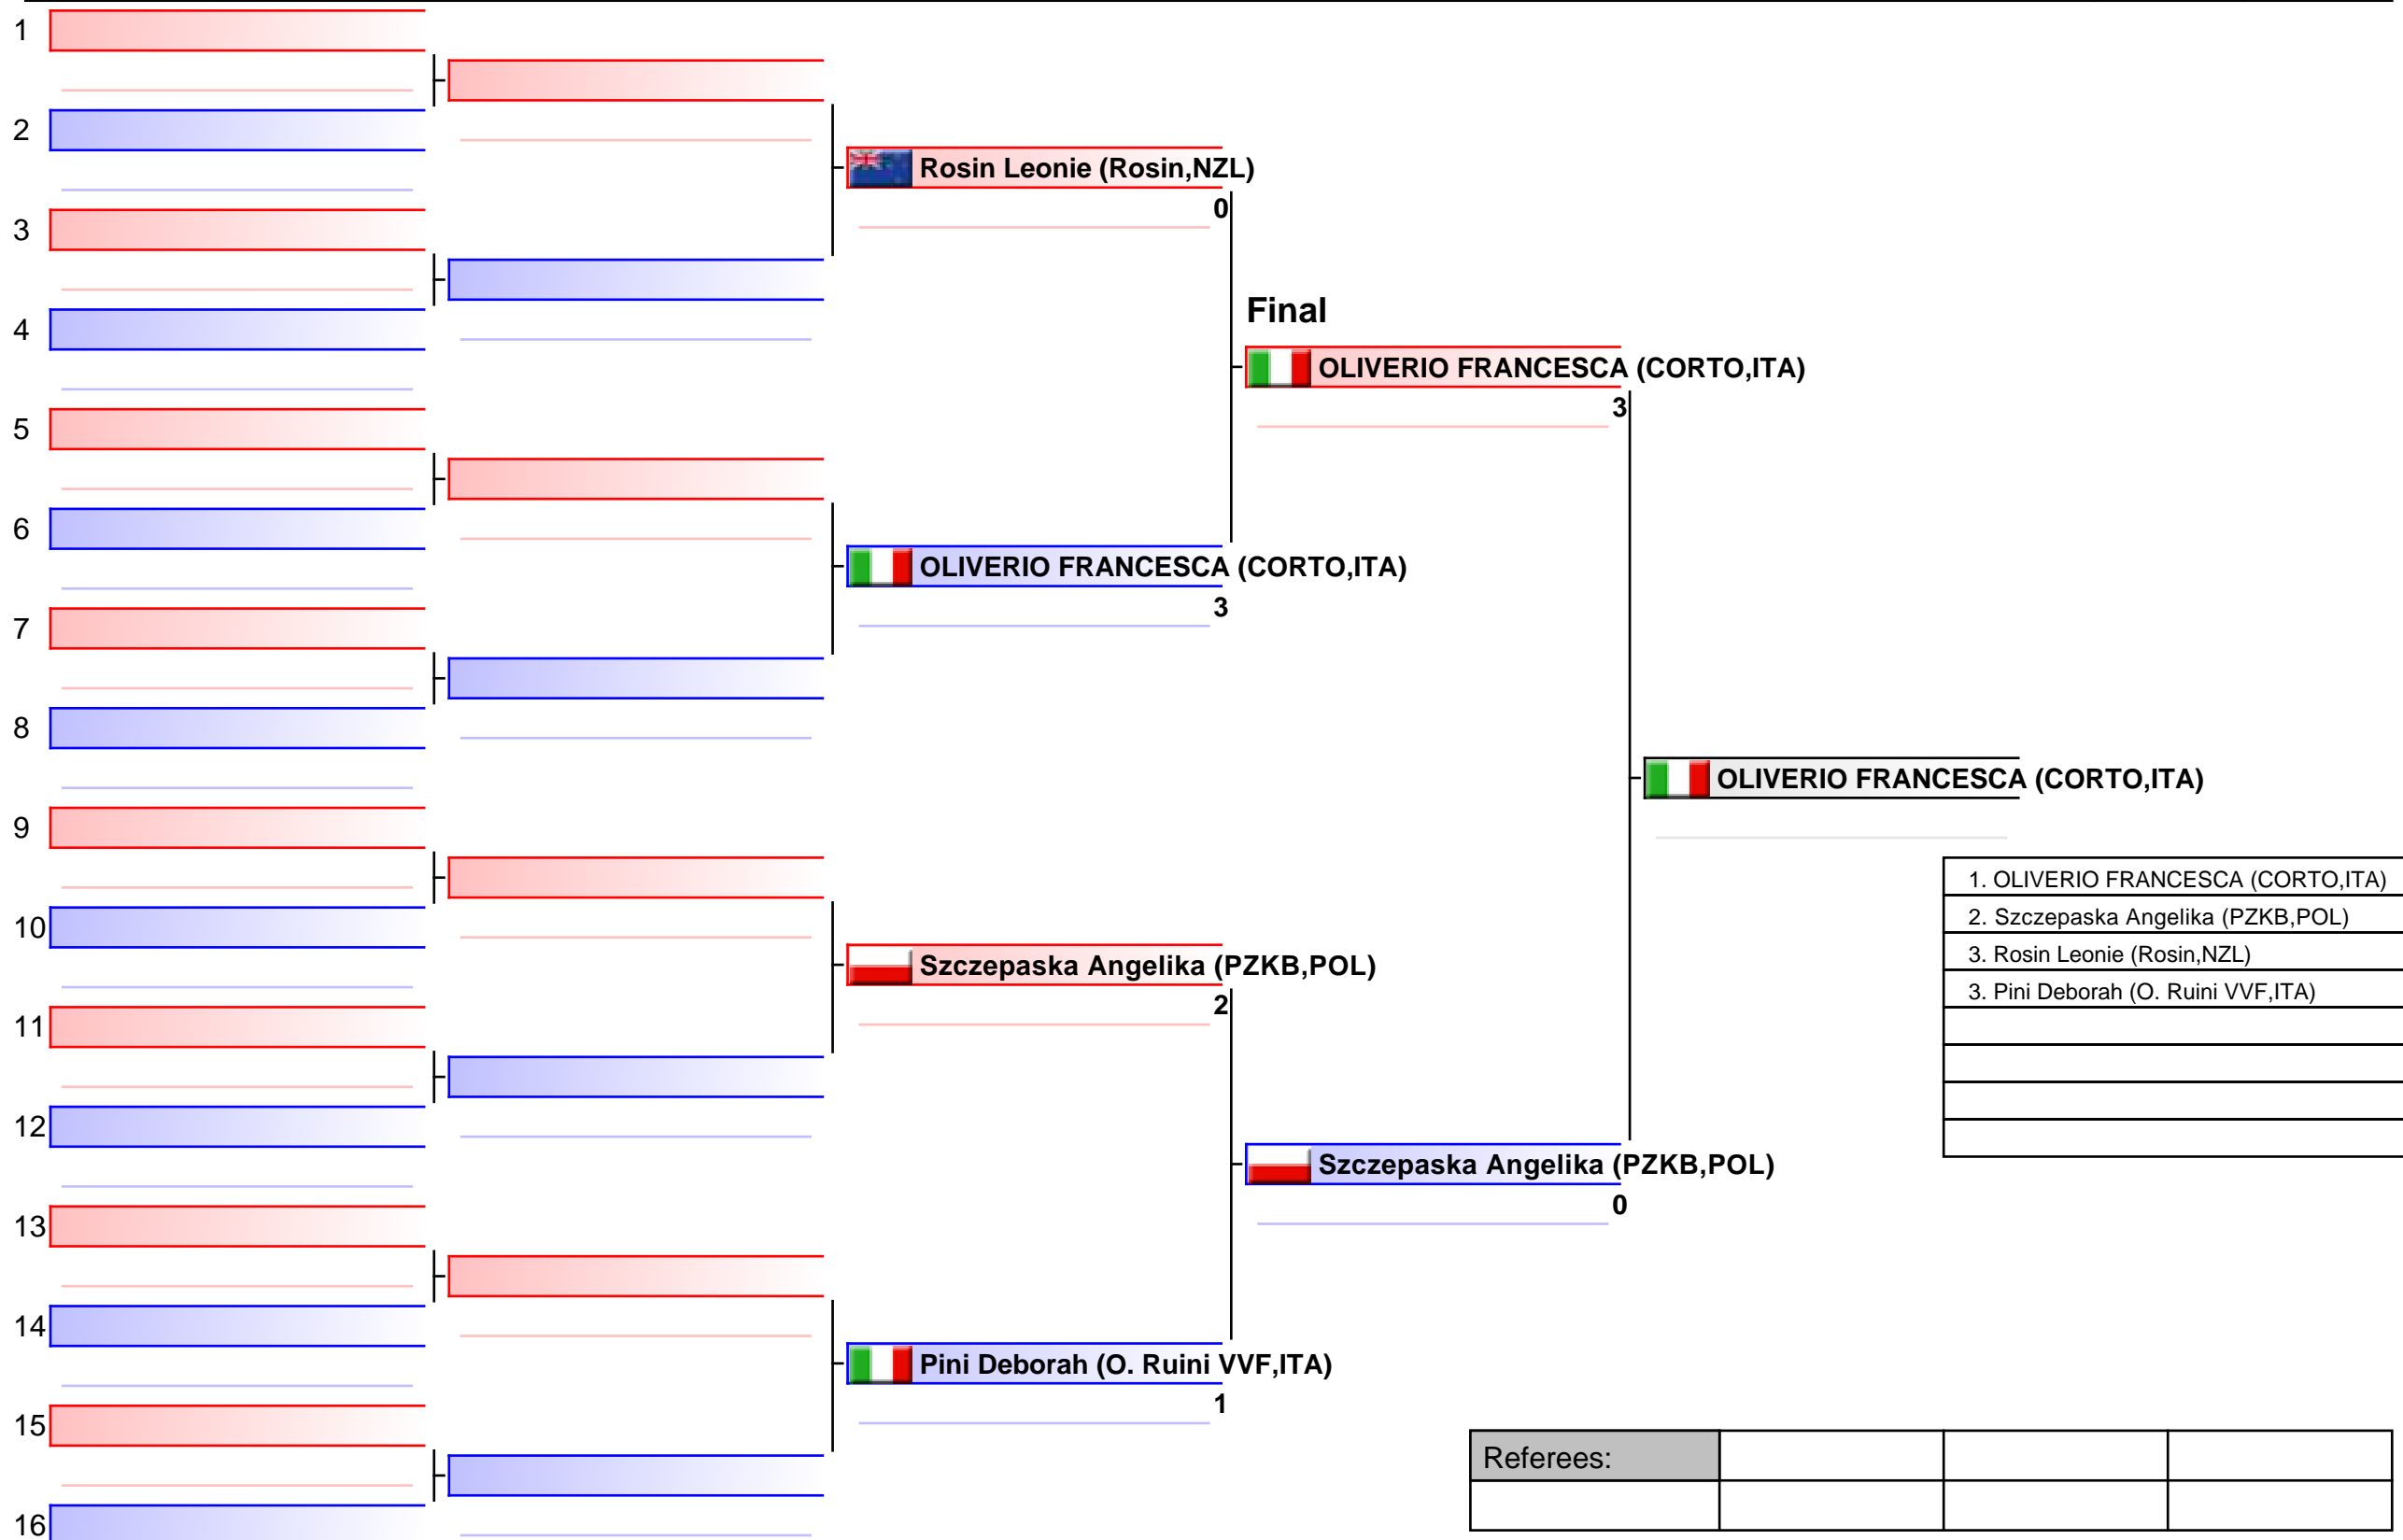 1
2
Rosin Leonie (Rosin,NZL)
0
3
Final
4
OLIVERIO FRANCESCA (CORTO,ITA)
3
5
6
OLIVERIO FRANCESCA (CORTO,ITA)
3
7
8
OLIVERIO FRANCESCA (CORTO,ITA)
9
1. OLIVERIO FRANCESCA (CORTO,ITA)
2. Szczepaska Angelika (PZKB,POL)
3. Rosin Leonie (Rosin,NZL)
3. Pini Deborah (O. Ruini VVF,ITA)
10
Szczepaska Angelika (PZKB,POL)
2
11
12
Szczepaska Angelika (PZKB,POL)
0
13
14
Pini Deborah (O. Ruini VVF,ITA)
1
15
Referees:
16